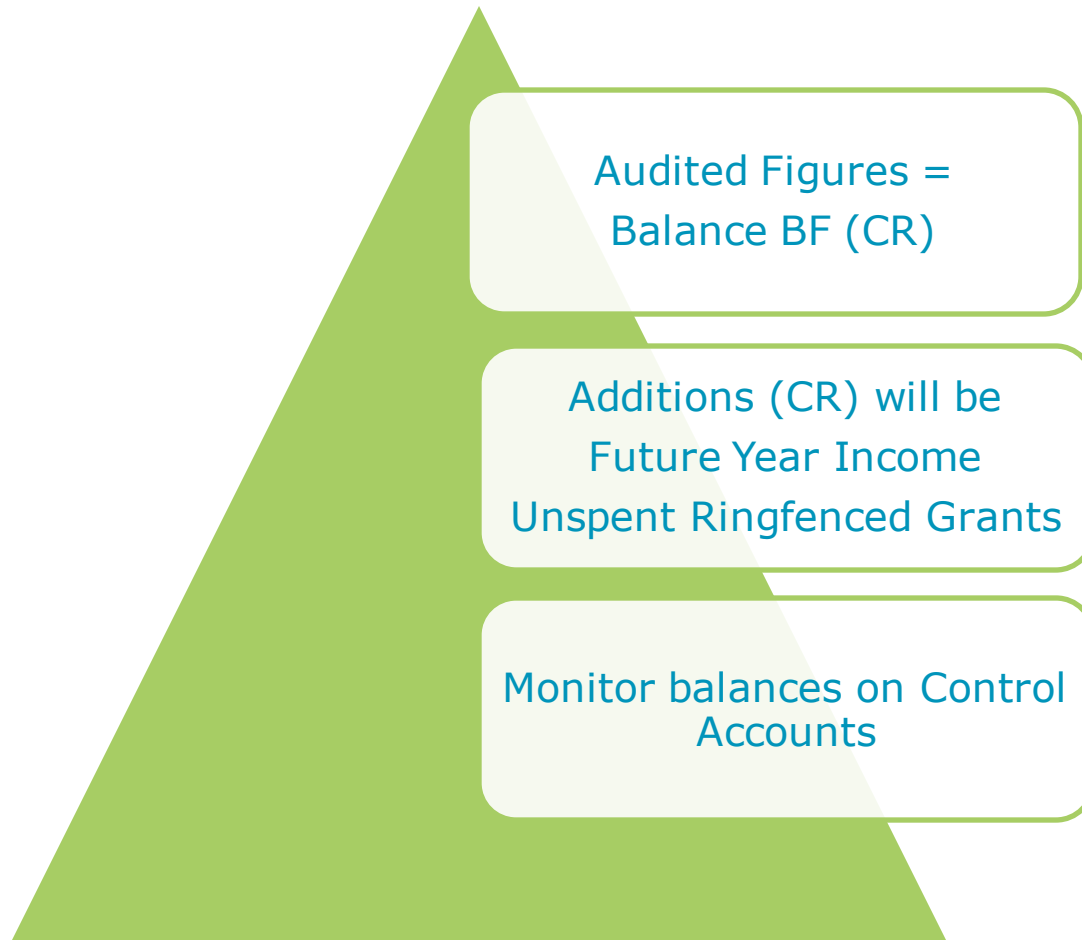 Audited Figures =
Balance BF (CR)
Additions (CR) will be
Future Year Income
Unspent Ringfenced Grants
Monitor balances on Control
Accounts